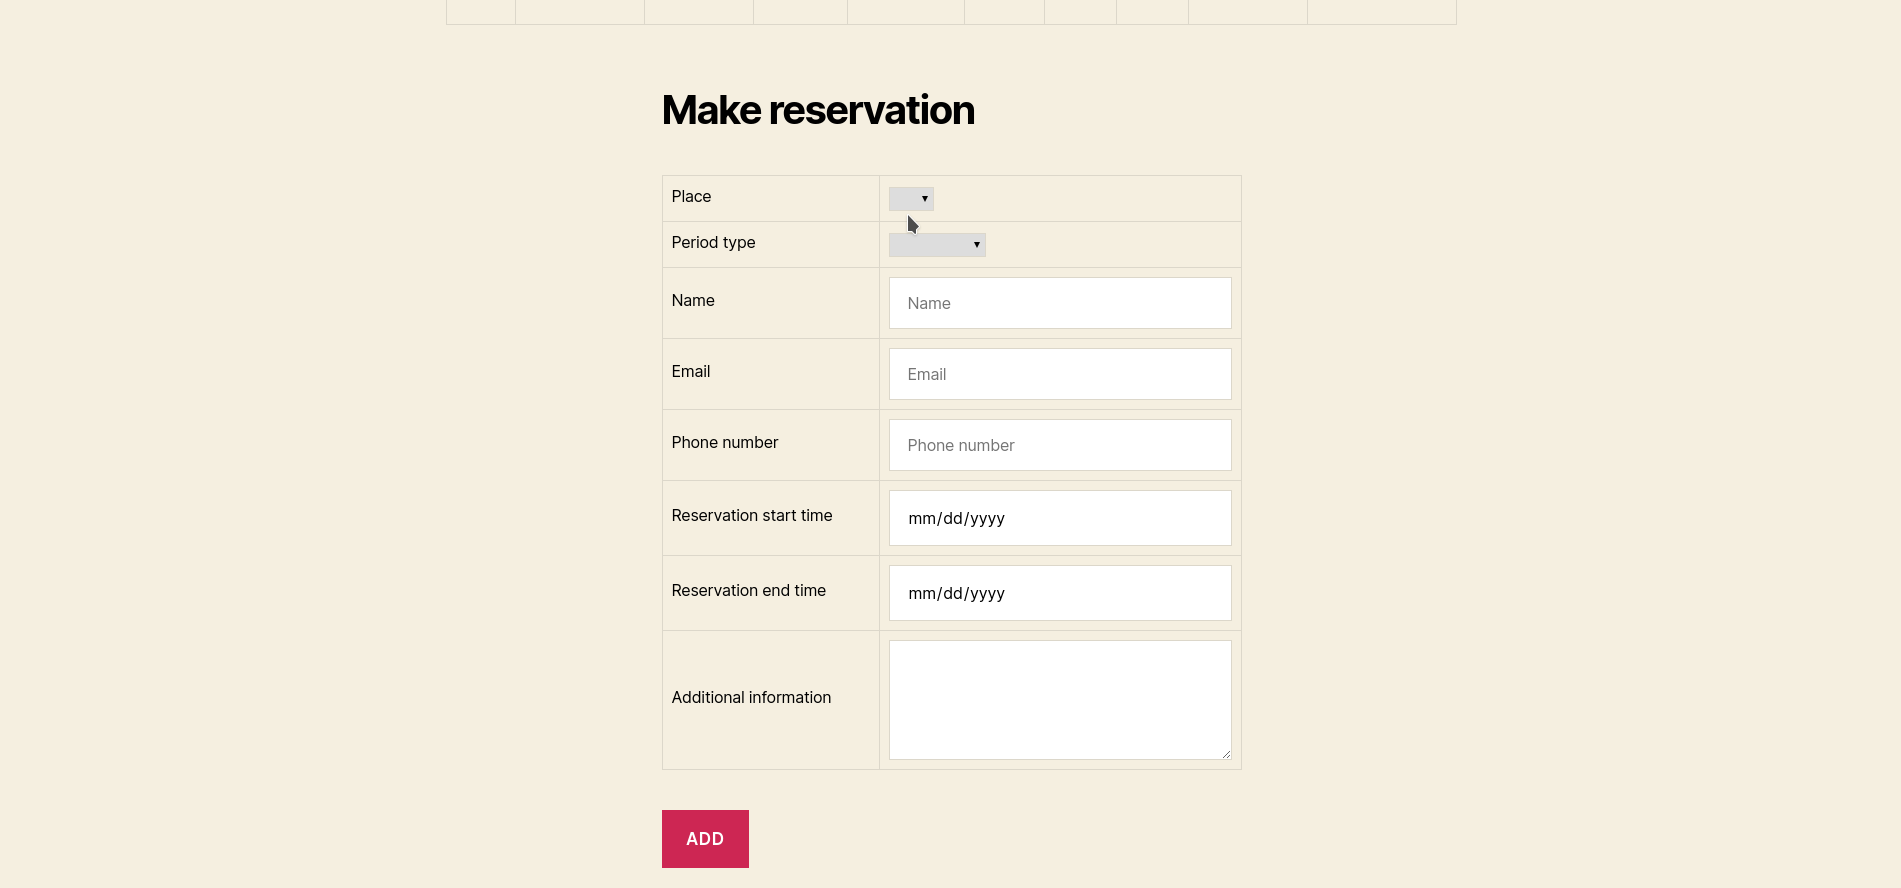 Make reservation
Place
Period type
Name Name
Email Email
Phone number Phone number
Reservation start time mm/dd/yyyy
Reservation end time mm/dd/yyyy
Additional information
ADD